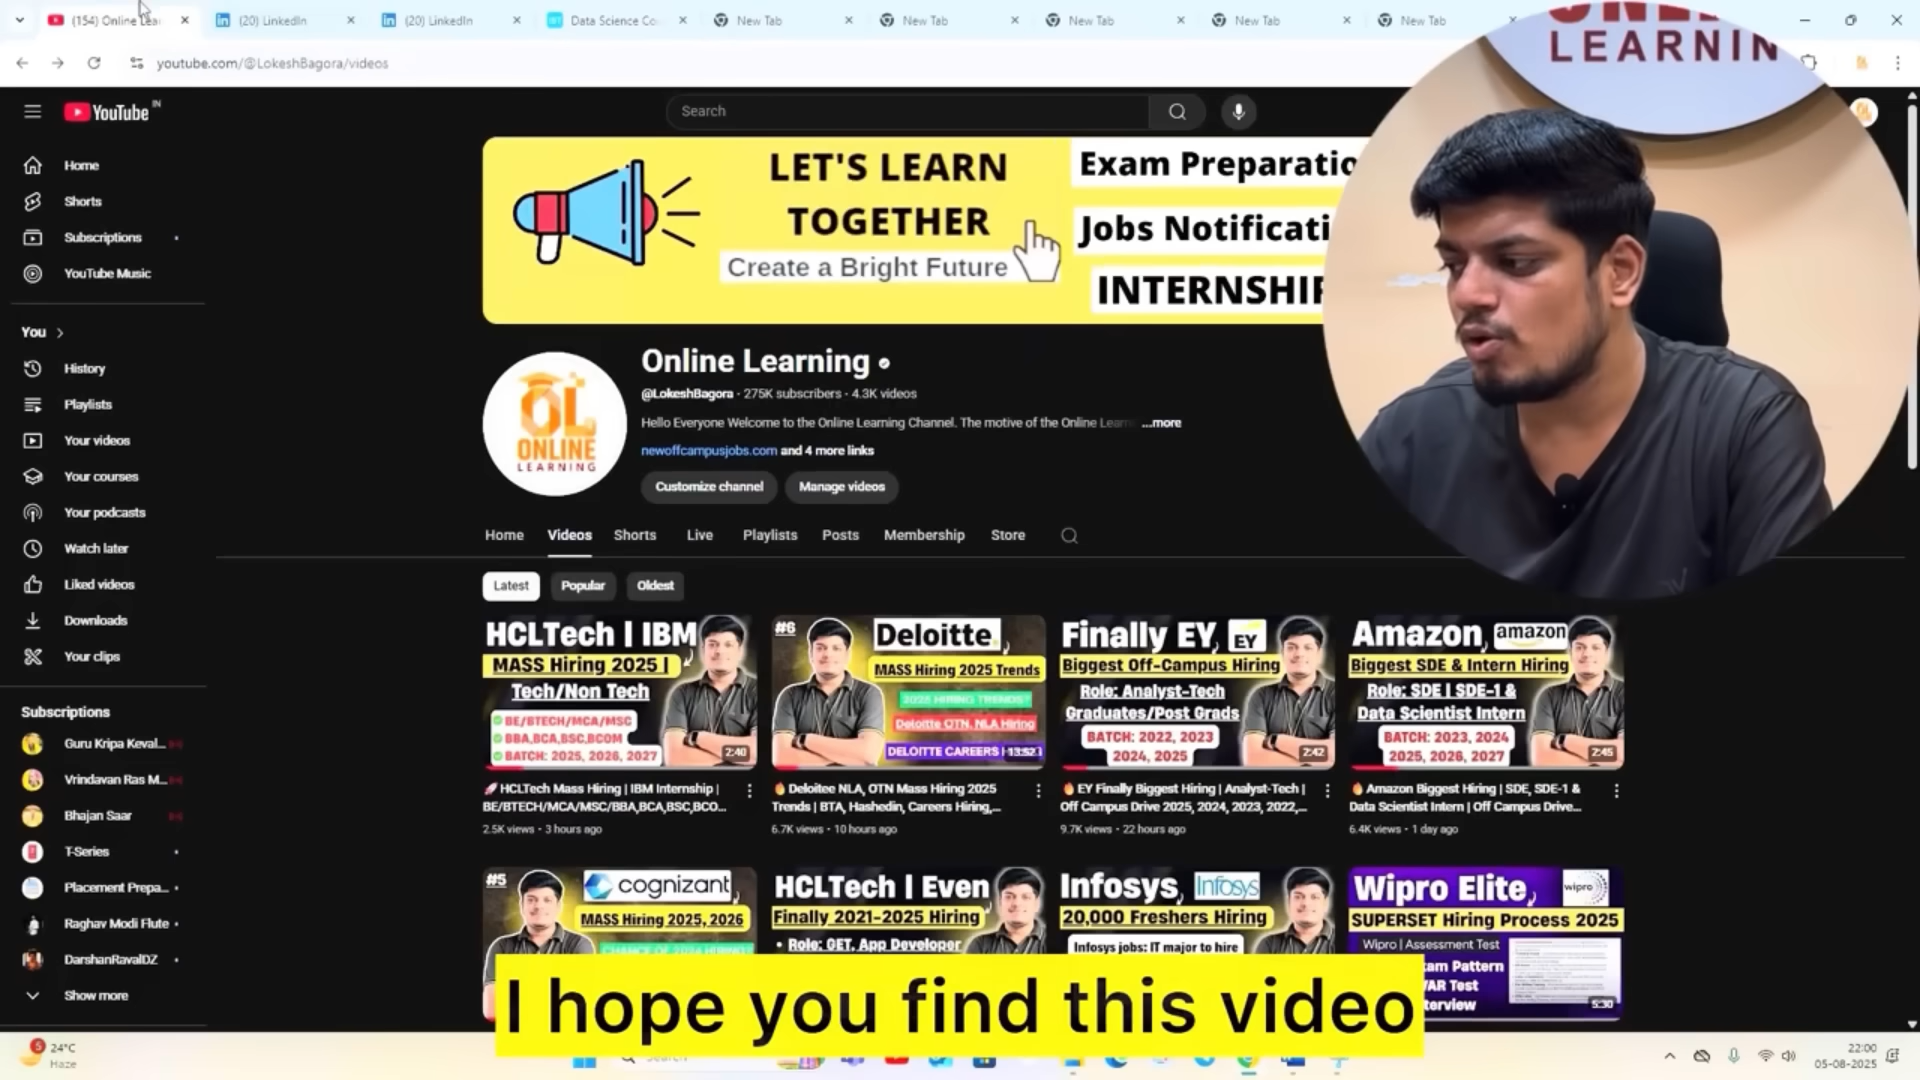 (154) Online Lear
(20) LinkedIn
(20) LinkedIn
Data Science Co
New Tab
New Tab
New Tab
New Tab
New Tab
youtube.com/@LokeshBagora/videos
LEARNIN
YouTube IN
Search
Home
Shorts
Subscriptions
YouTube Music
You
History
Playlists
Your videos
Your courses
Your podcasts
Watch later
Liked videos
Downloads
Your clips
Subscriptions
Guru Kripa Keval...
Vrindavan Ras M...
Bhajan Saar
T-Series
Placement Prepa...
Raghav Modi Flute
DarshanRavalDZ
Show more
LET'S LEARN
TOGETHER
Create a Bright Future
Exam Preparatio
Jobs Notificati
INTERNSHIP
OL
ONLINE
LEARNING
Online Learning
@LokeshBagora · 275K subscribers · 4.3K videos
Hello Everyone Welcome to the Online Learning Channel. The motive of the Online Learn ...more
newoffcampusjobs.com and 4 more links
Customize channel
Manage videos
Home Videos Shorts Live Playlists Posts Membership Store
Latest
Popular
Oldest
HCLTech | IBM
MASS Hiring 2025 |
Tech/Non Tech
BE/BTECH/MCA/MSC
BBA,BCA,BSC,BCOM
BATCH: 2025, 2026, 2027
2:40
🚀HCLTech Mass Hiring | IBM Internship |
BE/BTECH/MCA/MSC/BBA,BCA,BSC,BCO...
2.5K views · 3 hours ago
#6
Deloitte.
MASS Hiring 2025 Trends
2025 HIRING TRENDS?
Deloitte OTN, NLA Hiring
DELOITTE CAREERS
13:52
🔥Deloitte NLA, OTN Mass Hiring 2025
Trends | BTA, Hashedin, Careers Hiring,...
6.7K views · 10 hours ago
Finally EY, EY
Biggest Off-Campus Hiring
Role: Analyst-Tech
Graduates/Post Grads
BATCH: 2022, 2023
2024, 2025
2:42
🔥EY Finally Biggest Hiring | Analyst-Tech |
Off Campus Drive 2025, 2024, 2023, 2022,...
9.7K views · 22 hours ago
Amazon, amazon
Biggest SDE & Intern Hiring
Role: SDE | SDE-1 &
Data Scientist Intern
BATCH: 2023, 2024
2025, 2026, 2027
2:45
🔥Amazon Biggest Hiring | SDE, SDE-1 &
Data Scientist Intern | Off Campus Drive...
6.4K views · 1 day ago
#5
cognizant
MASS Hiring 2025, 2026
HCLTech | Even
Finally 2021-2025 Hiring
• Role: GET, App Developer
Infosys, Infosys
20,000 Freshers Hiring
Infosys jobs: IT major to hire
Wipro Elite, wipro
SUPERSET Hiring Process 2025
Wipro | Assessment Test
am Pattern
AR Test
terview
5:30
I hope you find this video
5
24°C
Haze
22:00
05-08-2025